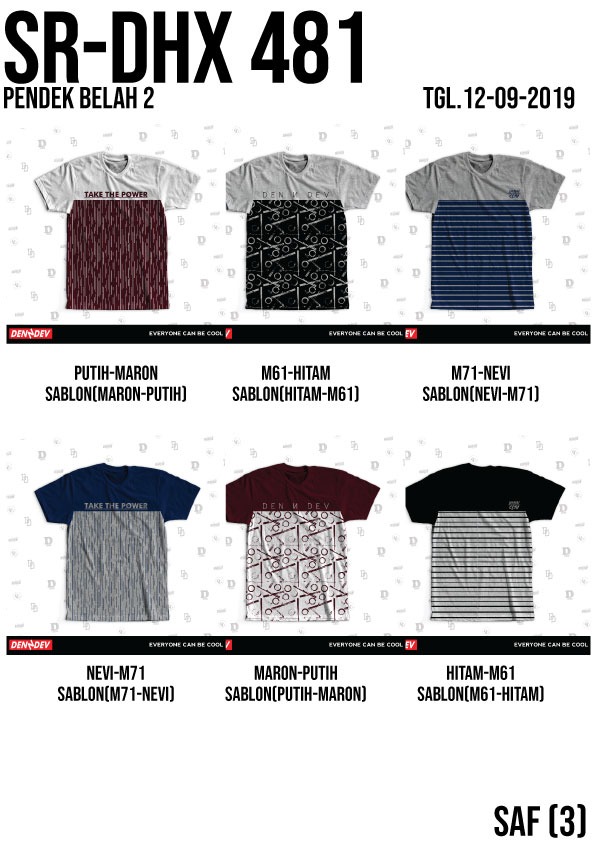 SR-DHX 481
PENDEK BELAH 2
TGL.12-09-2019
TAKE THE POWER
DEN И DEV
DENИDEV
EVERYONE CAN BE COOL
EVERYONE CAN BE COOL
EV
EVERYONE CAN BE COOL
PUTIH-MARON
SABLON(MARON-PUTIH)
M61-HITAM
SABLON(HITAM-M61)
M71-NEVI
SABLON(NEVI-M71)
TAKE THE POWER
DEN И DEV
DENИDEV
EVERYONE CAN BE COOL
EVERYONE CAN BE COOL
EV
EVERYONE CAN BE COOL
NEVI-M71
SABLON(M71-NEVI)
MARON-PUTIH
SABLON(PUTIH-MARON)
HITAM-M61
SABLON(M61-HITAM)
SAF (3)